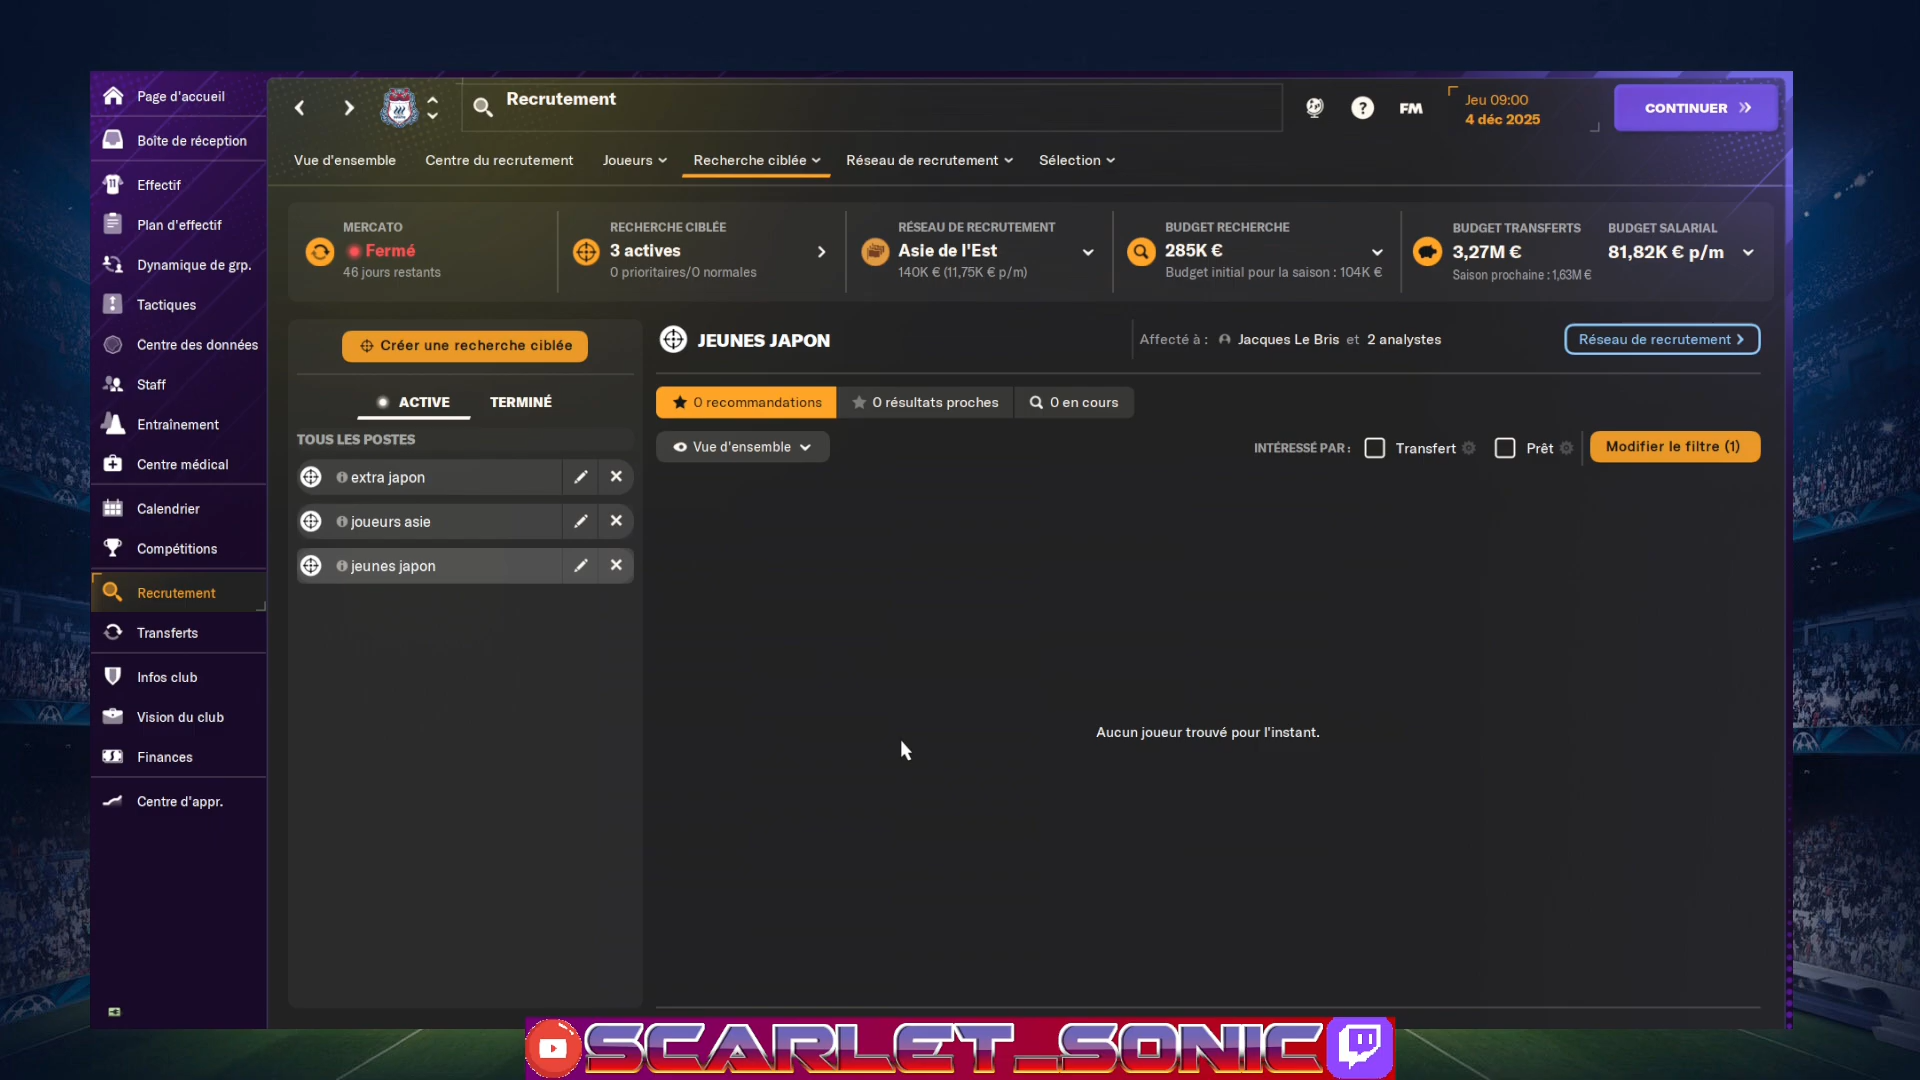 Page d'accueil
Boîte de réception
Effectif
Plan d'effectif
Dynamique de grp.
Tactiques
Centre des données
Staff
Entraînement
Centre médical
Calendrier
Compétitions
Recrutement
Transferts
Infos club
Vision du club
Finances
Centre d'appr.
Recrutement
FM
Jeu 09:00
4 déc 2025
CONTINUER
Vue d'ensemble
Centre du recrutement
Joueurs
Recherche ciblée
Réseau de recrutement
Sélection
MERCATO
Fermé
46 jours restants
RECHERCHE CIBLÉE
3 actives
0 prioritaires/0 normales
RÉSEAU DE RECRUTEMENT
Asie de l'Est
140K € (11,75K € p/m)
BUDGET RECHERCHE
285K €
Budget initial pour la saison : 104K €
BUDGET TRANSFERTS
3,27M €
Saison prochaine : 1,63M €
BUDGET SALARIAL
81,82K € p/m
Créer une recherche ciblée
ACTIVE
TERMINÉ
TOUS LES POSTES
extra japon
joueurs asie
jeunes japon
JEUNES JAPON
Affecté à : Jacques Le Bris et 2 analystes
Réseau de recrutement
0 recommandations
0 résultats proches
0 en cours
Vue d'ensemble
INTÉRESSÉ PAR :
Transfert
Prêt
Modifier le filtre (1)
Aucun joueur trouvé pour l'instant.
SCARLET_SONIC